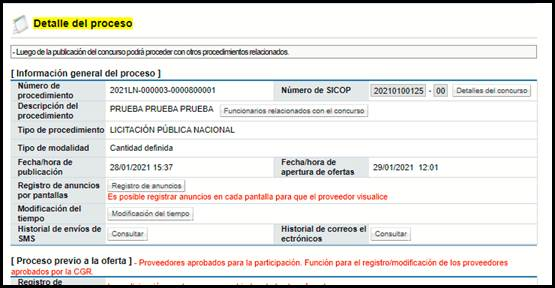 Detalle del proceso
- Luego de la publicación del concurso podrá proceder con otros procedimientos relacionados.
[ Información general del proceso ]
Número de procedimiento 2021LN-000003-0000800001 Número de SICOP 20210100125 - 00 Detalles del concurso
Descripción del procedimiento PRUEBA PRUEBA PRUEBA Funcionarios relacionados con el concurso
Tipo de procedimiento LICITACIÓN PÚBLICA NACIONAL
Tipo de modalidad Cantidad definida
Fecha/hora de publicación 28/01/2021 15:37 Fecha/hora de apertura de ofertas 29/01/2021 12:01
Registro de anuncios por pantallas Registro de anuncios
Es posible registrar anuncios en cada pantalla para que el proveedor visualice
Modificación del tiempo Modificación del tiempo
Historial de envíos de SMS Consultar Historial de correos el ectrónicos Consultar
[ Proceso previo a la oferta ] - Proveedores aprobados para la participación. Función para el registro/modificación de los proveedores
aprobados por la CGR.
Registro de